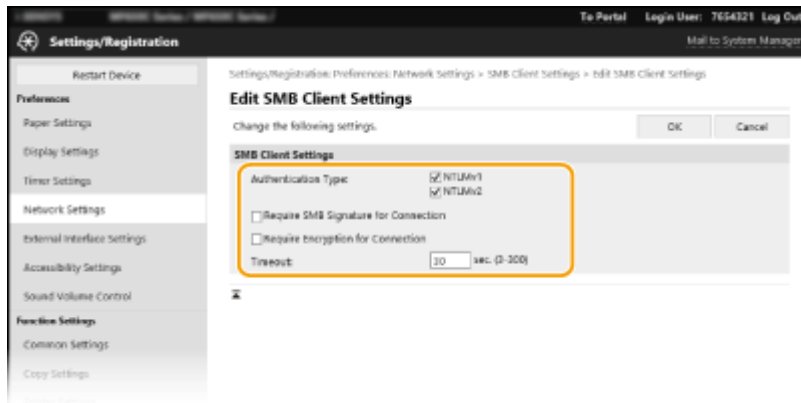 To Portal Login User: 7654321 Log Out
Settings/Registration
Mail to System Manager
Restart Device
Preferences
Paper Settings
Display Settings
Timer Settings
Network Settings
External Interface Settings
Accessibility Settings
Sound Volume Control
Function Settings
Common Settings
Copy Settings
Settings/Registration: Preferences: Network Settings > SMB Client Settings > Edit SMB Client Settings
Edit SMB Client Settings
Change the following settings.
OK Cancel
SMB Client Settings
Authentication Type: NTLMv1
NTLMv2
Require SMB Signature for Connection
Require Encryption for Connection
Timeout: 30 sec. (3-300)